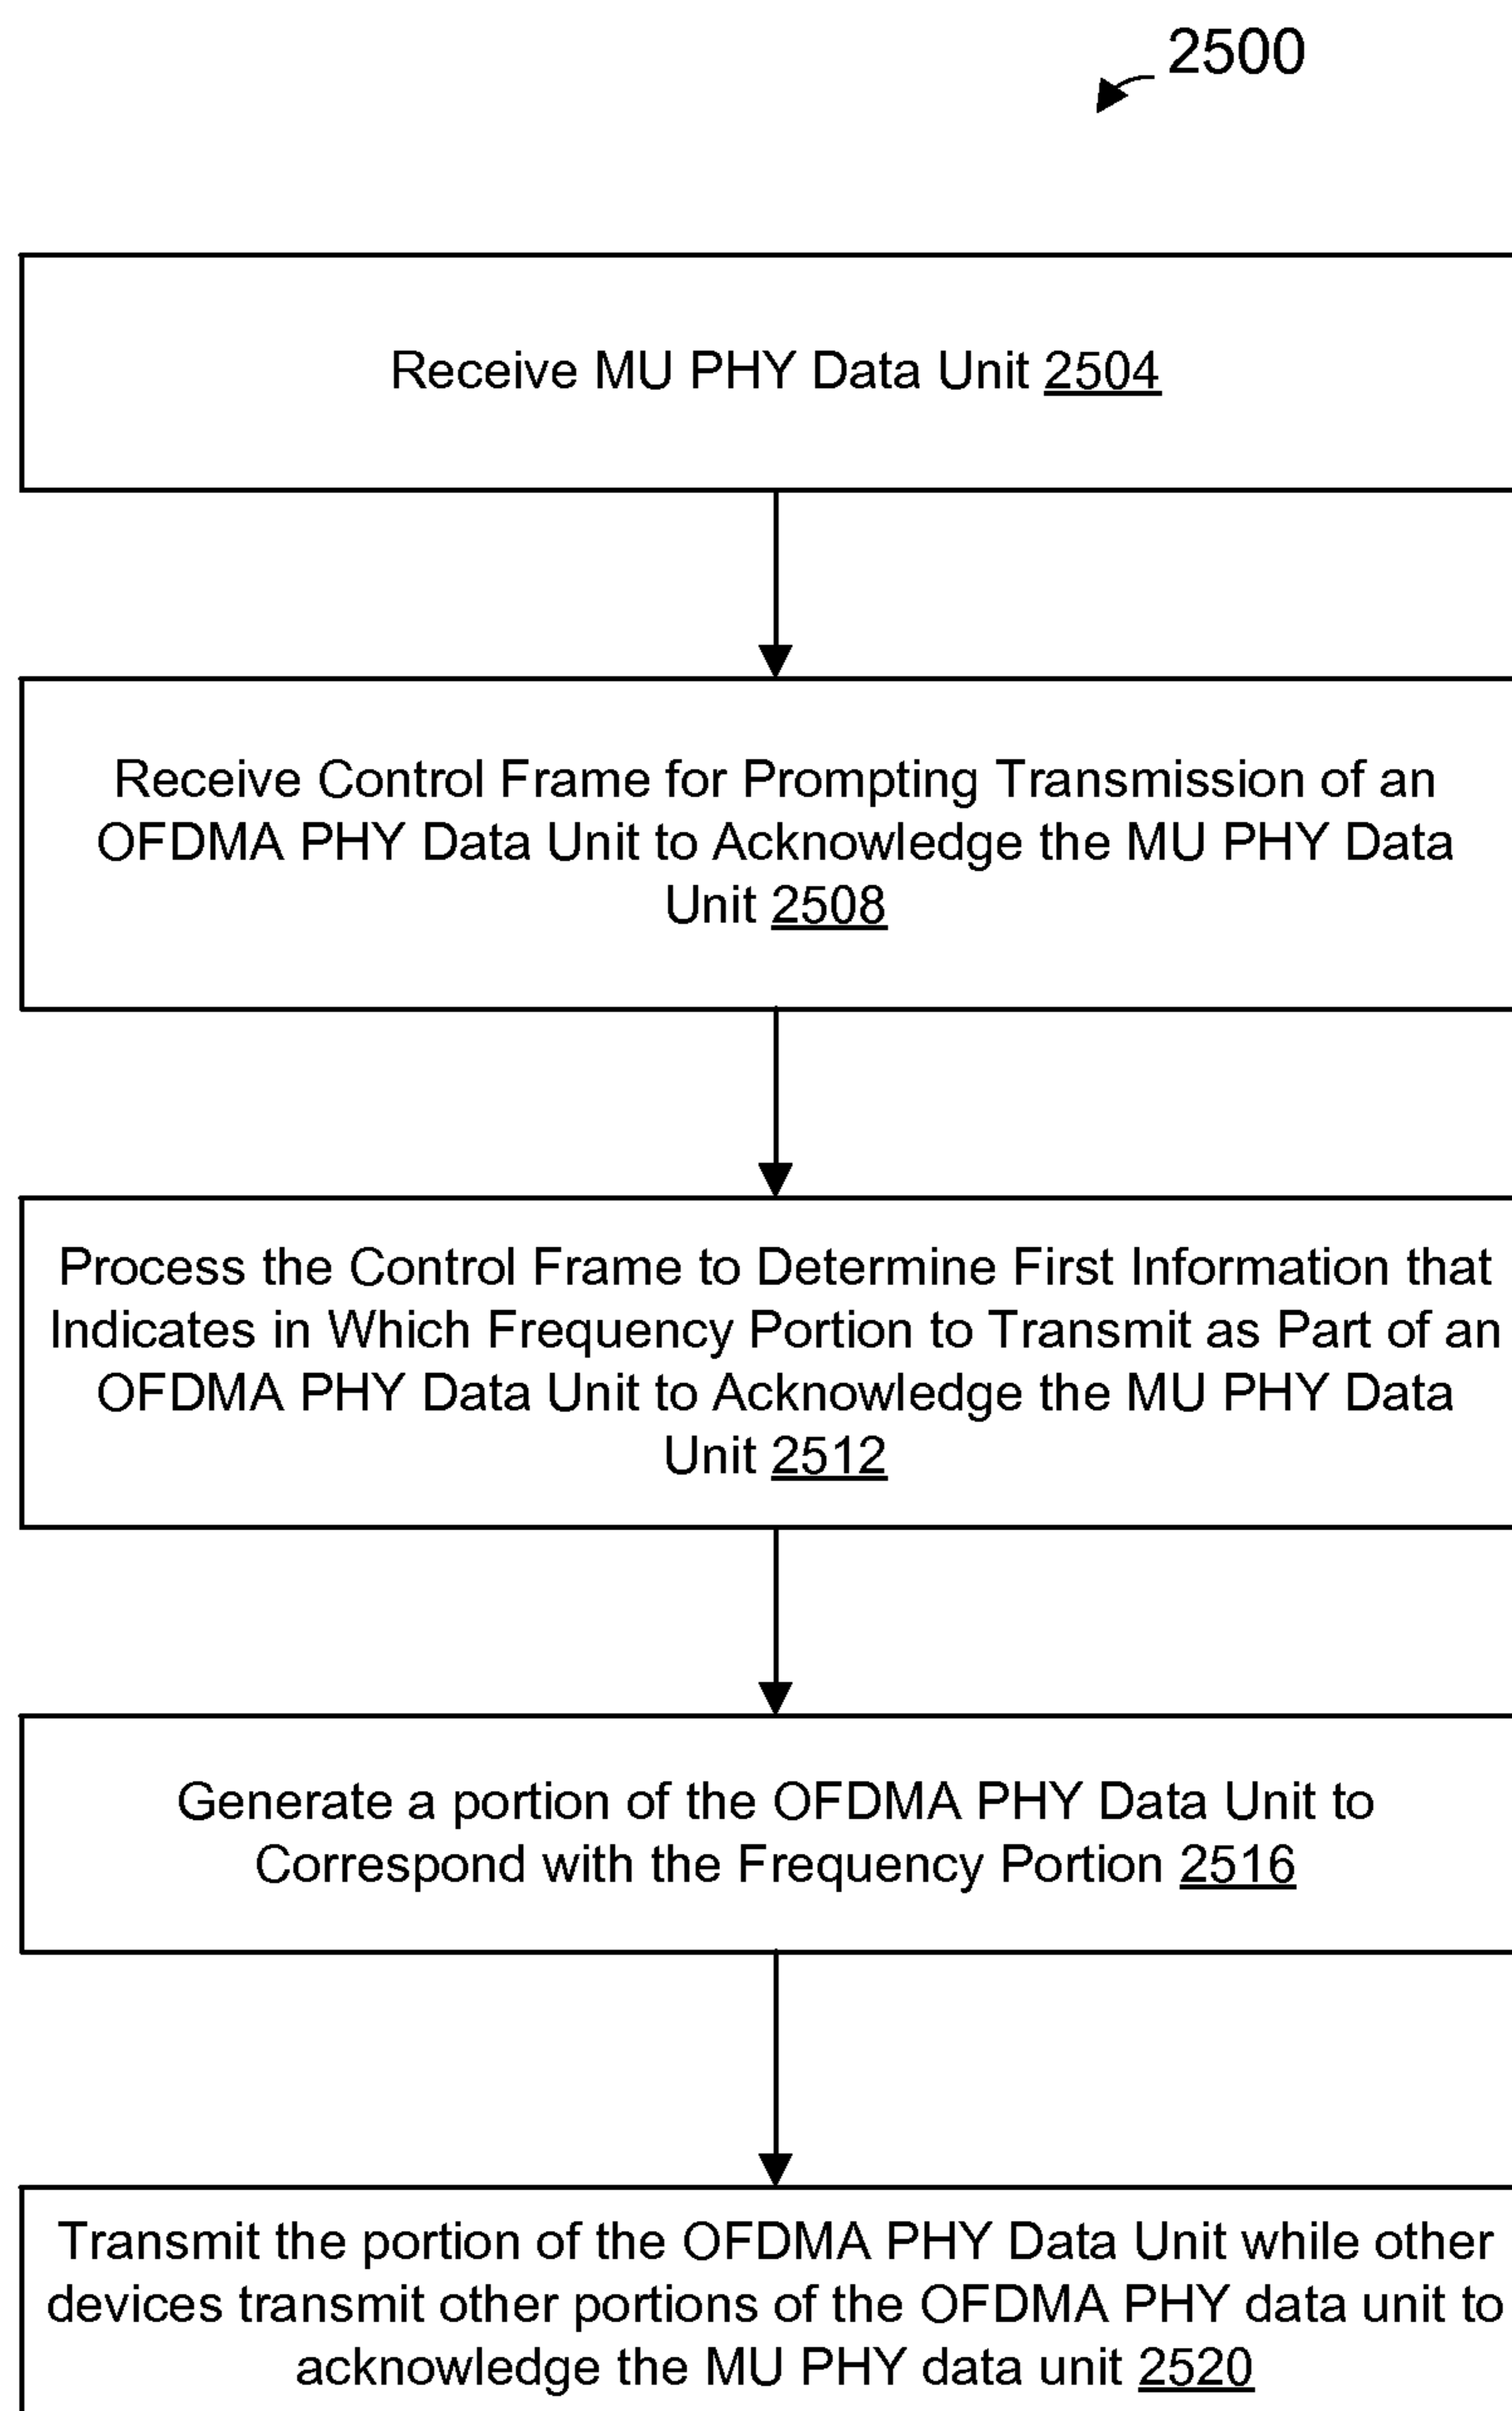 2500
Receive MU PHY Data Unit 2504
Receive Control Frame for Prompting Transmission of an
OFDMA PHY Data Unit to Acknowledge the MU PHY Data
Unit 2508
Process the Control Frame to Determine First Information that
Indicates in Which Frequency Portion to Transmit as Part of an
OFDMA PHY Data Unit to Acknowledge the MU PHY Data
Unit 2512
Generate a portion of the OFDMA PHY Data Unit to
Correspond with the Frequency Portion 2516
Transmit the portion of the OFDMA PHY Data Unit while other
devices transmit other portions of the OFDMA PHY data unit to
acknowledge the MU PHY data unit 2520